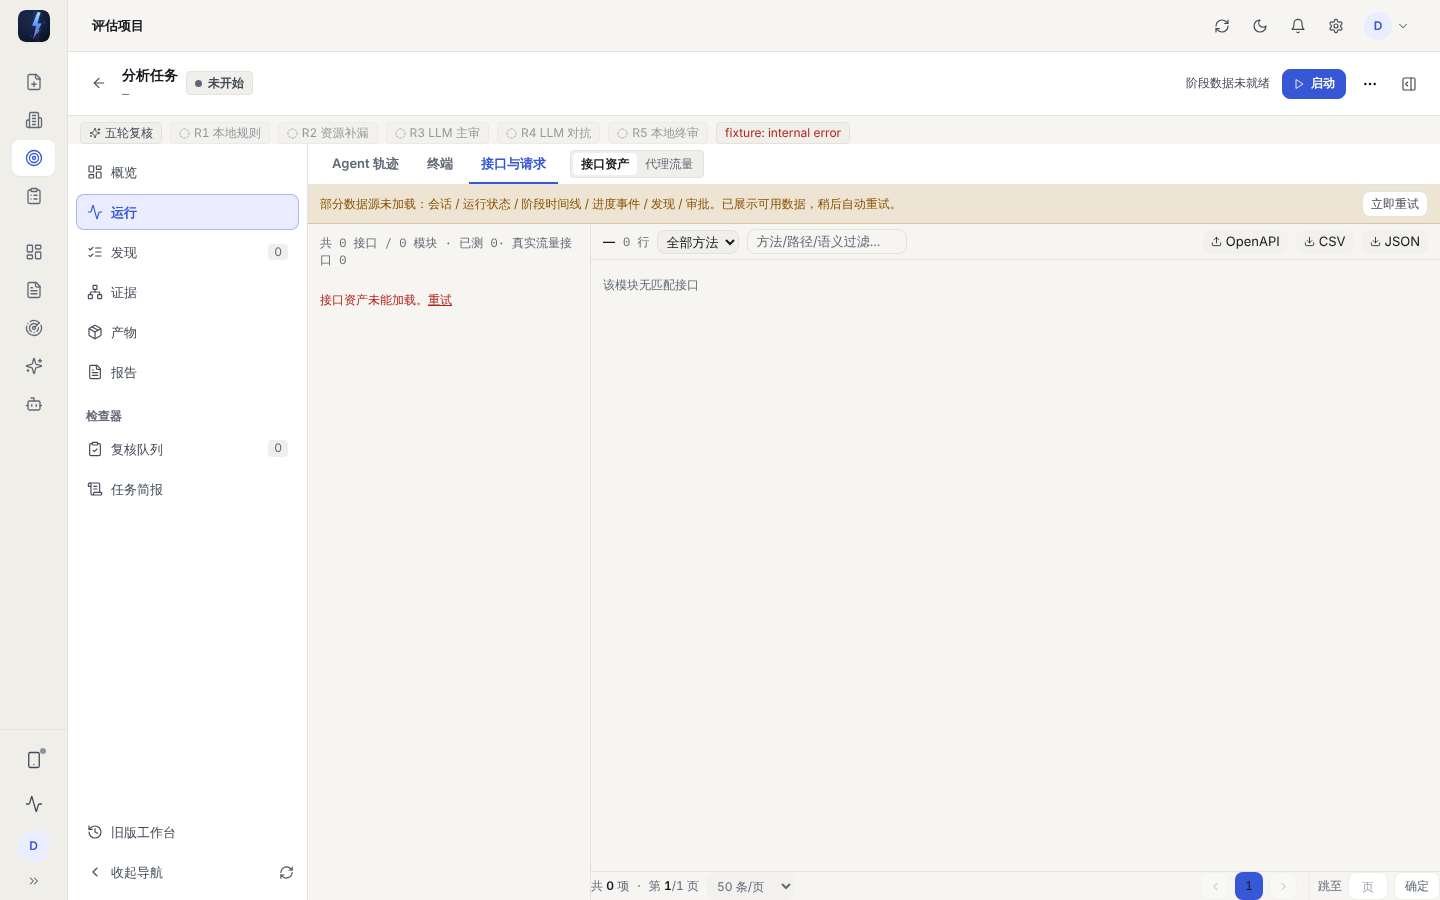 评估项目
D
分析任务
—
未开始
阶段数据未就绪
启动
五轮复核
R1 本地规则
R2 资源补漏
R3 LLM 主审
R4 LLM 对抗
R5 本地终审
fixture: internal error
概览
运行
发现
0
证据
产物
报告
检查器
复核队列
0
任务简报
旧版工作台
收起导航
D
Agent 轨迹
终端
接口与请求
接口资产
代理流量
部分数据源未加载：会话 / 运行状态 / 阶段时间线 / 进度事件 / 发现 / 审批。已展示可用数据，稍后自动重试。
立即重试
共 0 接口 / 0 模块 · 已测 0· 真实流量接
口 0
接口资产未能加载。重试
— 0 行
全部方法
方法/路径/语义过滤...
OpenAPI
CSV
JSON
该模块无匹配接口
共 0 项 · 第 1/1 页
50 条/页
1
跳至
页
确定